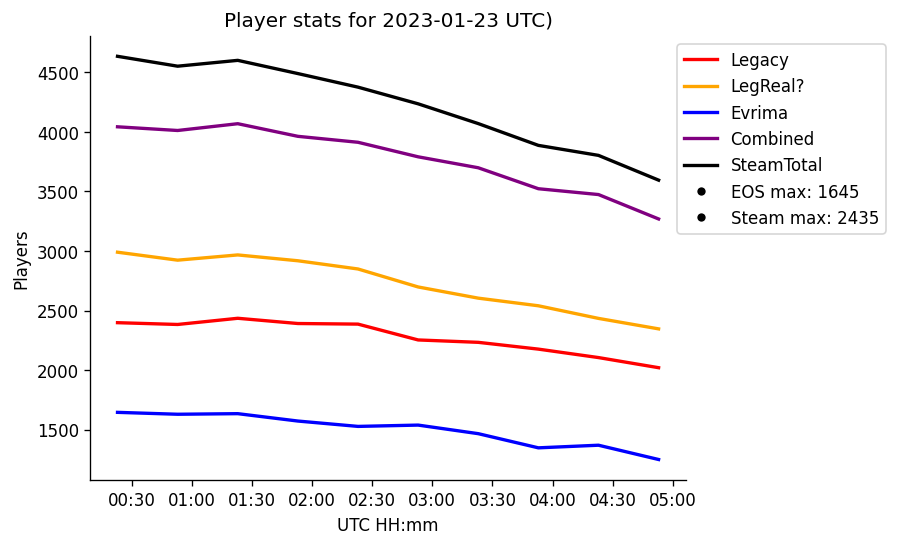 Player stats for 2023-01-23 UTC)
Legacy
LegReal?
Evrima
Combined
SteamTotal
EOS max: 1645
Steam max: 2435
Players
4500
4000
3500
3000
2500
2000
1500
00:30 01:00 01:30 02:00 02:30 03:00 03:30 04:00 04:30 05:00
UTC HH:mm